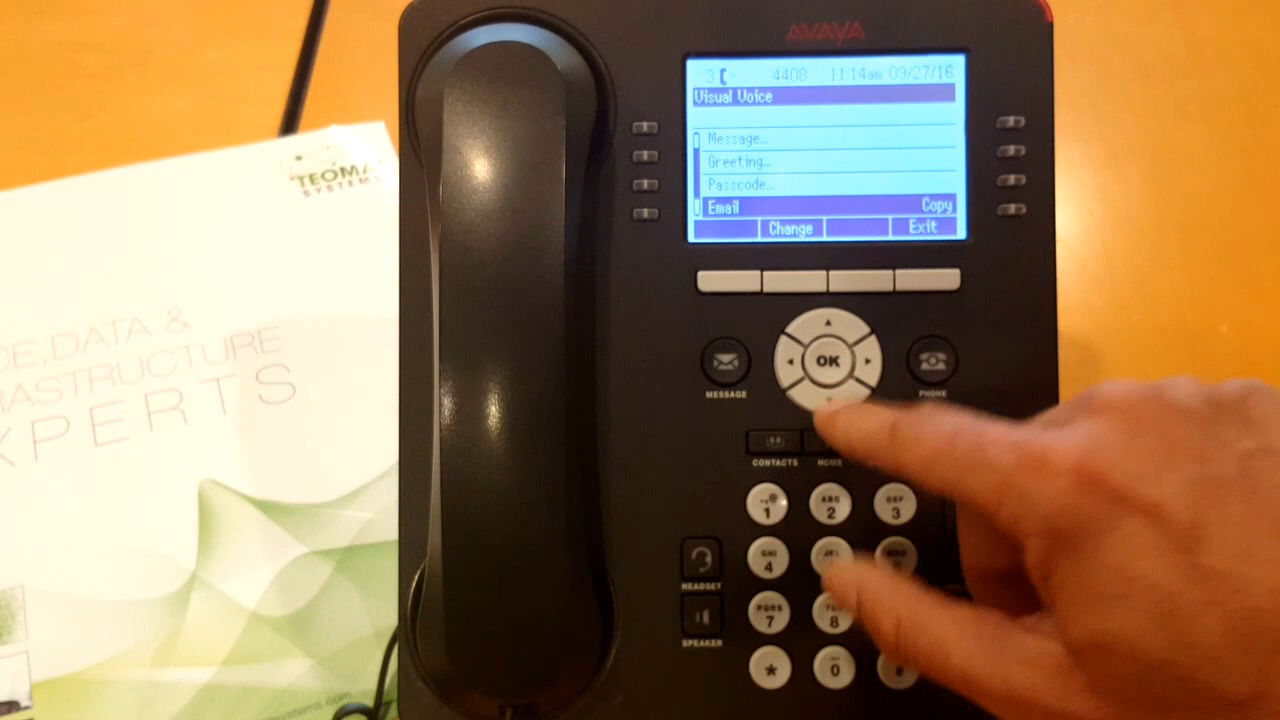 AVAYA
3 4408 11:14am 09/27/16
Visual Voice
Message...
Greeting...
Passcode...
Email Copy
Change Exit
TEOMA
SYSTEMS
CE, DATA &
RASTRUCTURE
XPERTS
OK
MESSAGE
PHONE
CONTACTS
HOME
1
ABC
2
DEF
3
GHI
4
HEADSET
PQRS
7
8
SPEAKER
*
0